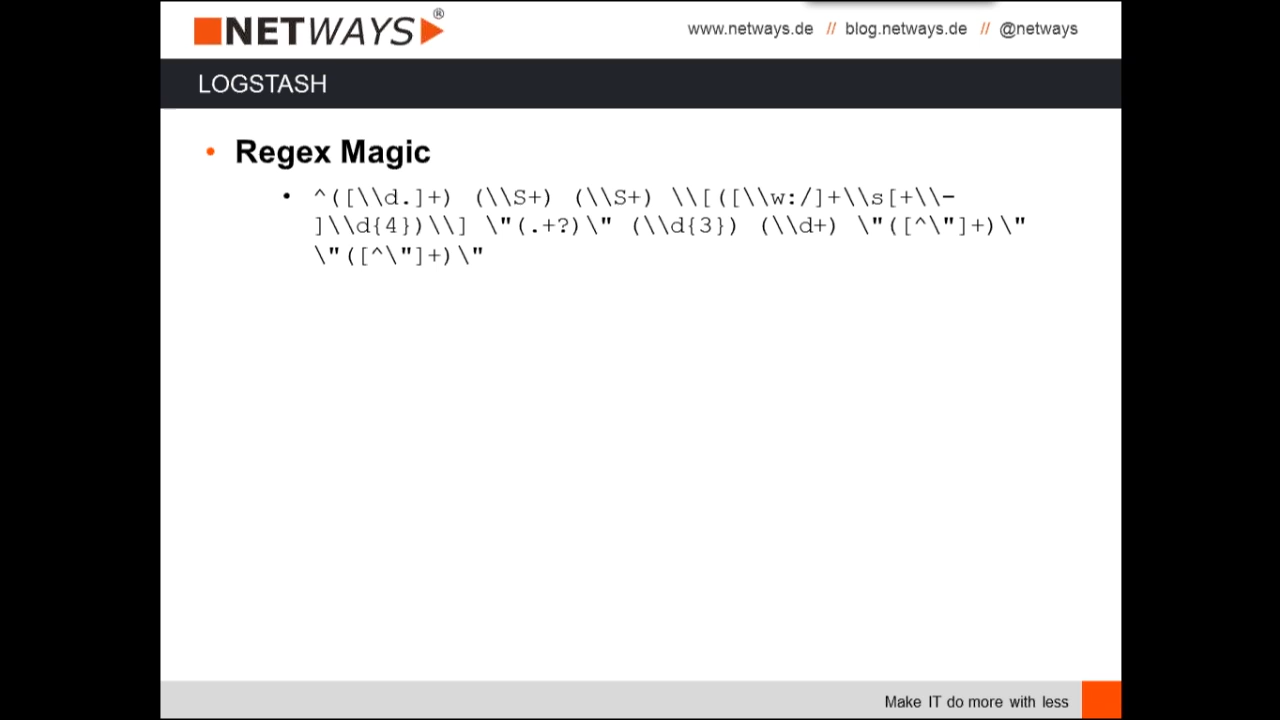 NETWAYS®
www.netways.de // blog.netways.de // @netways
LOGSTASH
• Regex Magic
• ^([\\d.]+) (\\S+) (\\S+) \\[([\\w:/]+\\s[+\\-
]\\d{4})\\] \"(.+?)\" (\\d{3}) (\\d+) \"([^\"]+)\"
\"([^\"]+)\"
Make IT do more with less